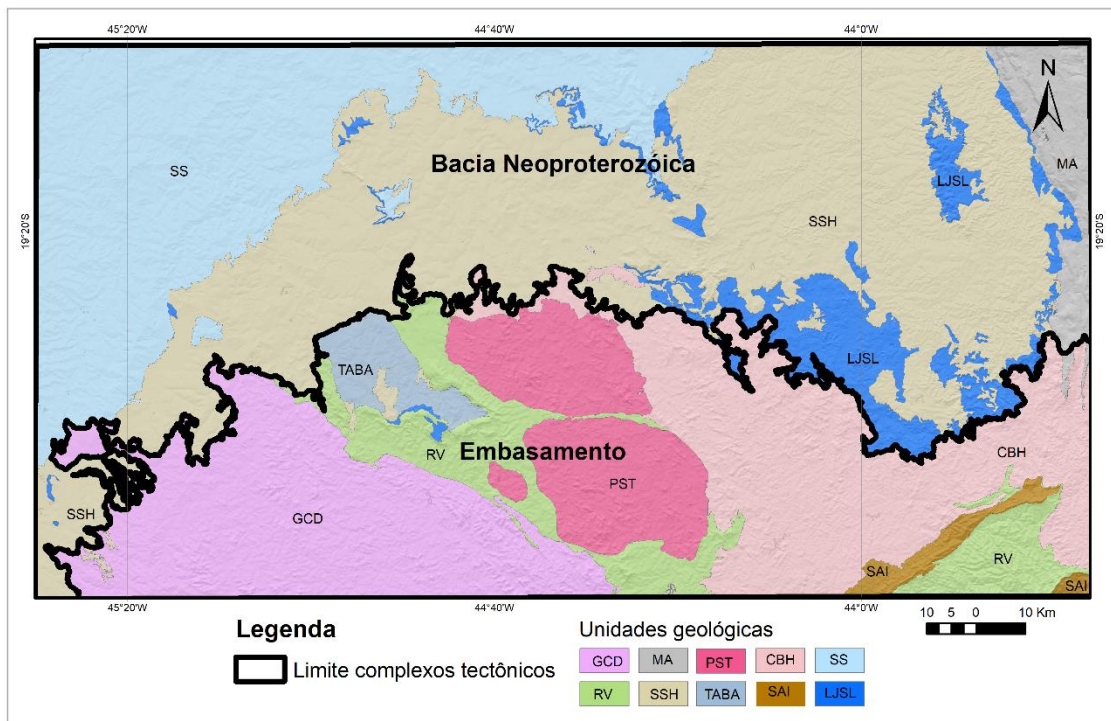 45°20'W 44°40'W 44°0'W
N
Bacia Neoproterozóica
SS
MA
LJSL
19°20'S
SSH
19°20'S
TABA
LJSL
RV
Embasamento
CBH
PST
SSH
GCD
SAI
RV
SAI
45°20'W 44°40'W 44°0'W
10 5 0 10 Km
Legenda
Limite complexos tectônicos
Unidades geológicas
GCD MA PST CBH SS
RV SSH TABA SAI LJSL